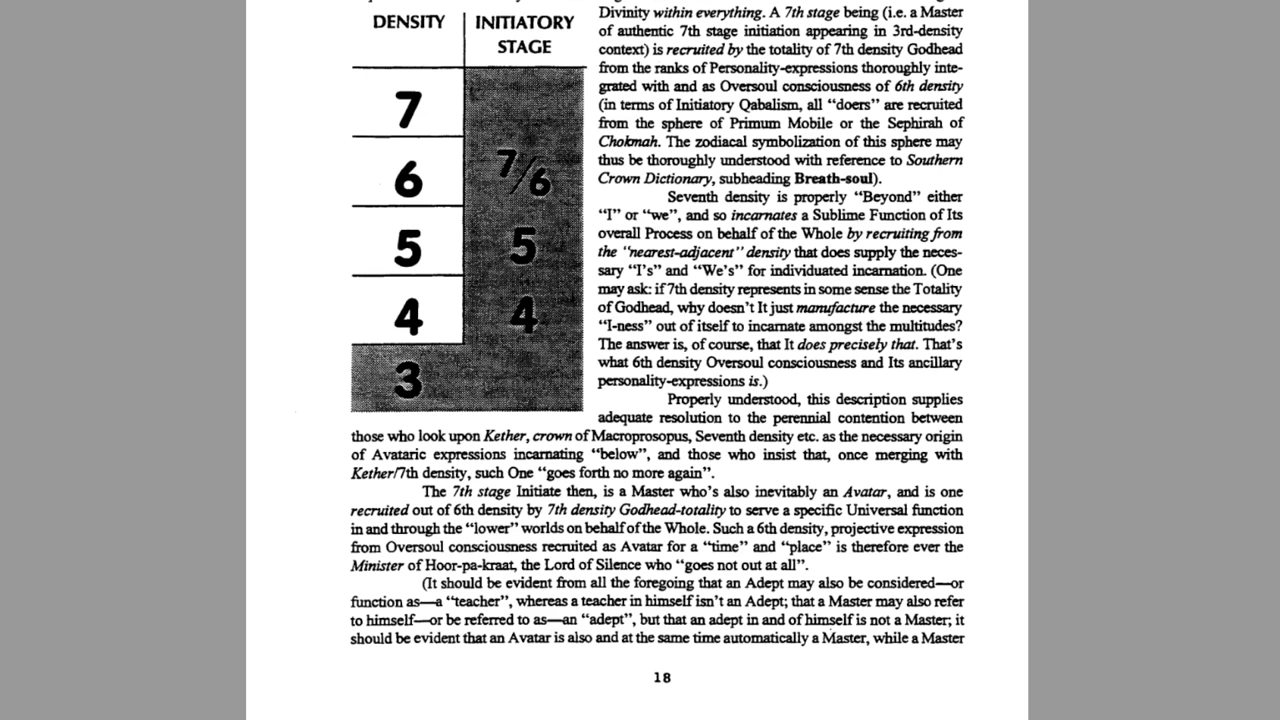 DENSITY
INITIATORY
STAGE
7
6
7/6
5
5
4
4
3
Divinity within everything. A 7th stage being (i.e. a Master
of authentic 7th stage initiation appearing in 3rd-density
context) is recruited by the totality of 7th density Godhead
from the ranks of Personality-expressions thoroughly inte-
grated with and as Oversoul consciousness of 6th density
(in terms of Initiatory Qabalism, all “doers” are recruited
from the sphere of Primum Mobile or the Sephirah of
Chokmah. The zodiacal symbolization of this sphere may
thus be thoroughly understood with reference to Southern
Crown Dictionary, subheading Breath-soul).
Seventh density is properly “Beyond” either
“I” or “we”, and so incarnates a Sublime Function of Its
overall Process on behalf of the Whole by recruiting from
the “nearest-adjacent” density that does supply the neces-
sary “I's” and “We's” for individuated incarnation. (One
may ask: if 7th density represents in some sense the Totality
of Godhead, why doesn't It just manufacture the necessary
“I-ness” out of itself to incarnate amongst the multitudes?
The answer is, of course, that It does precisely that. That's
what 6th density Oversoul consciousness and Its ancillary
personality-expressions is.)
Properly understood, this description supplies
adequate resolution to the perennial contention between
those who look upon Kether, crown of Macroprosopus, Seventh density etc. as the necessary origin
of Avataric expressions incarnating “below”, and those who insist that, once merging with
Kether/7th density, such One “goes forth no more again”.
The 7th stage Initiate then, is a Master who's also inevitably an Avatar, and is one
recruited out of 6th density by 7th density Godhead-totality to serve a specific Universal function
in and through the “lower” worlds on behalf of the Whole. Such a 6th density, projective expression
from Oversoul consciousness recruited as Avatar for a “time” and “place” is therefore ever the
Minister of Hoor-pa-kraat, the Lord of Silence who “goes not out at all”.
(It should be evident from all the foregoing that an Adept may also be considered—or
function as—a “teacher”, whereas a teacher in himself isn't an Adept; that a Master may also refer
to himself—or be referred to as—an “adept”, but that an adept in and of himself is not a Master; it
should be evident that an Avatar is also and at the same time automatically a Master, while a Master
18